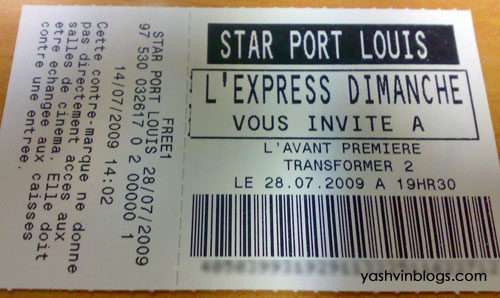 STAR PORT LOUIS
L'EXPRESS DIMANCHE
VOUS INVITE A
L'AVANT PREMIERE
TRANSFORMER 2
LE 28.07.2009 A 19HR30
FREE1
STAR PORT LOUIS 28/07/2009
97 530 032617 0 2 00000 1
14/07/2009 14:02
Cette contre-marque ne donne
pas directement acces aux
salles de cinema. Elle doit
etre echangee aux caisses
contre une entree.
yashvinblogs.com